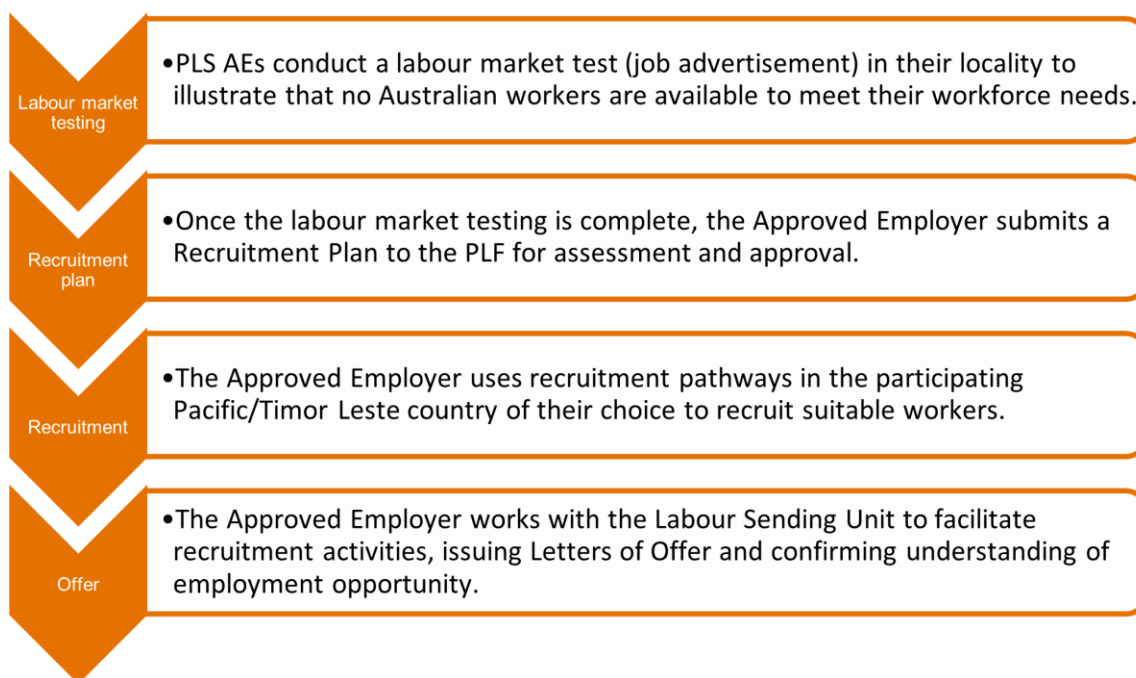 Labour market
testing
•PLS AEs conduct a labour market test (job advertisement) in their locality to
illustrate that no Australian workers are available to meet their workforce needs.
Recruitment
plan
•Once the labour market testing is complete, the Approved Employer submits a
Recruitment Plan to the PLF for assessment and approval.
Recruitment
•The Approved Employer uses recruitment pathways in the participating
Pacific/Timor Leste country of their choice to recruit suitable workers.
Offer
•The Approved Employer works with the Labour Sending Unit to facilitate
recruitment activities, issuing Letters of Offer and confirming understanding of
employment opportunity.